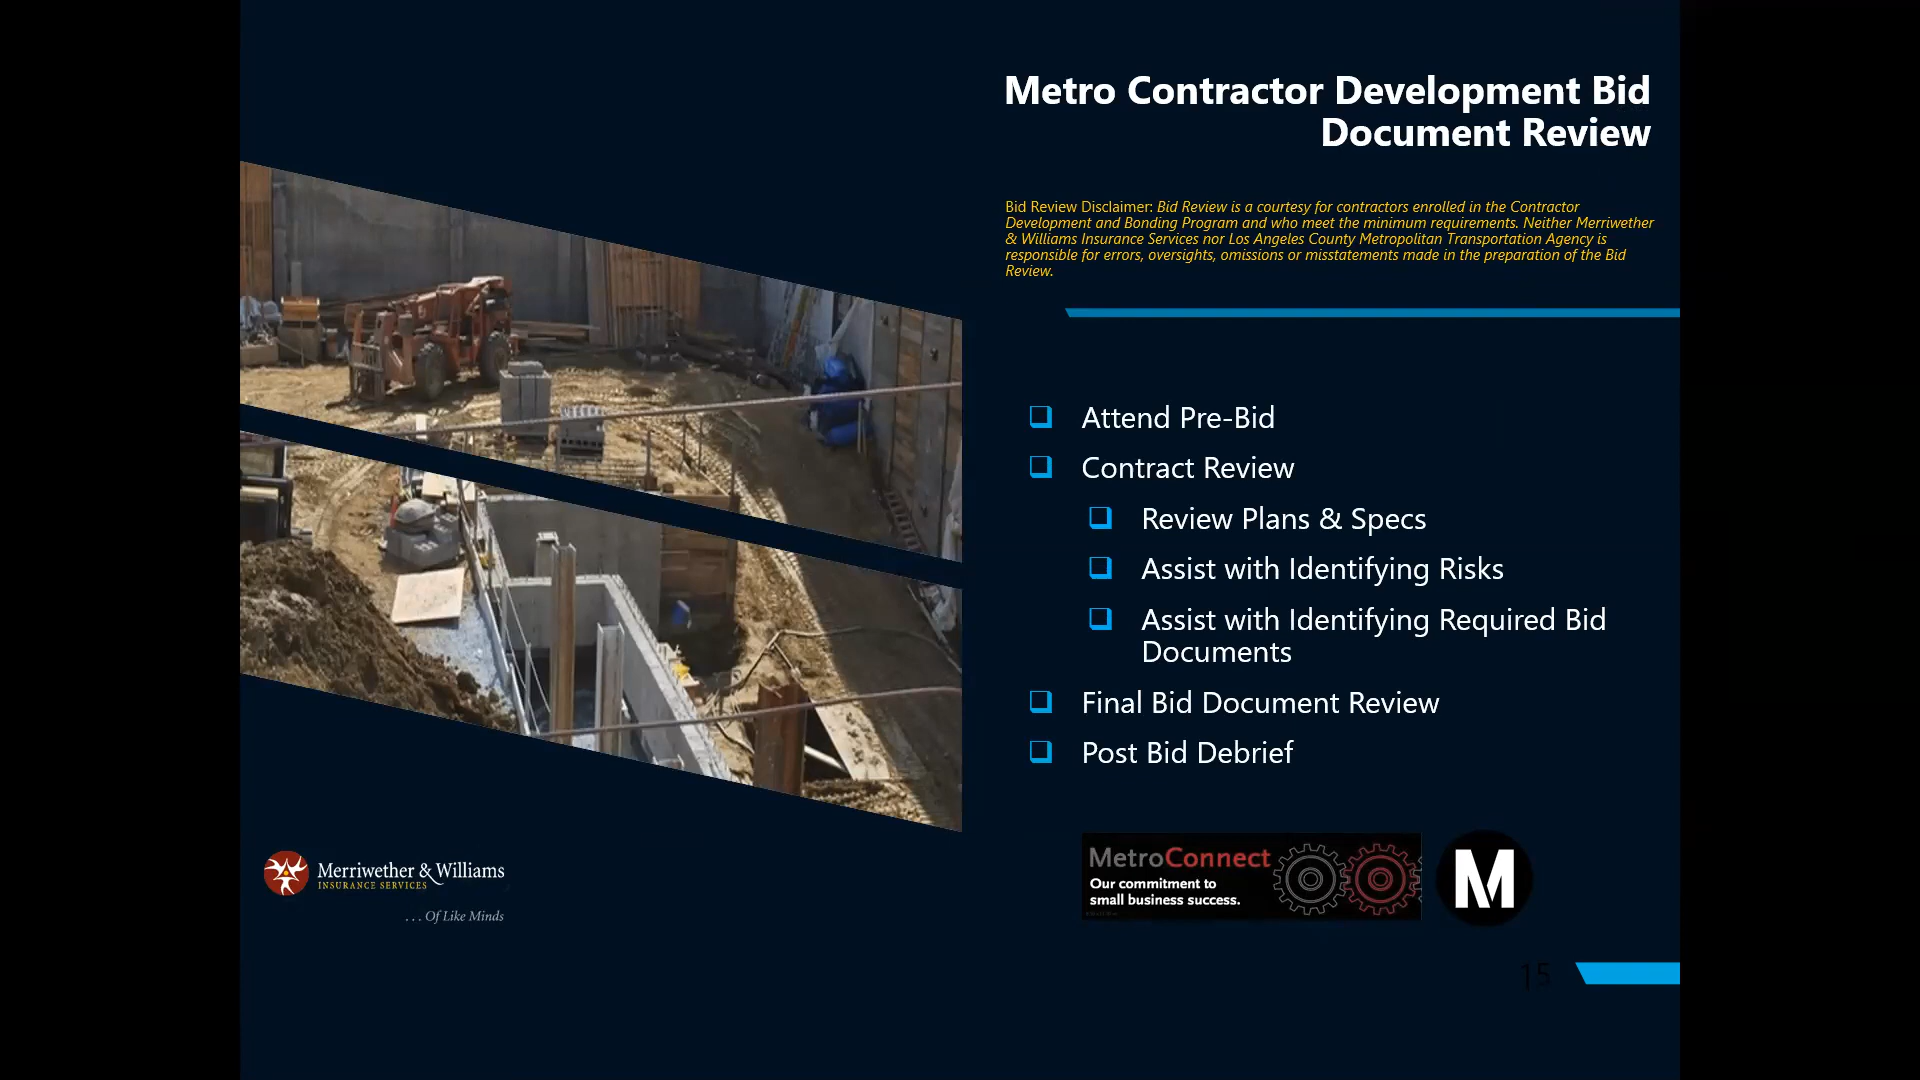 Metro Contractor Development Bid
Document Review
Bid Review Disclaimer: Bid Review is a courtesy for contractors enrolled in the Contractor
Development and Bonding Program and who meet the minimum requirements. Neither Merriwether
& Williams Insurance Services nor Los Angeles County Metropolitan Transportation Agency is
responsible for errors, oversights, omissions or misstatements made in the preparation of the Bid
Review.
Attend Pre-Bid
Contract Review
Review Plans & Specs
Assist with Identifying Risks
Assist with Identifying Required Bid
Documents
Final Bid Document Review
Post Bid Debrief
Merriwether & Williams
INSURANCE SERVICES
. . . Of Like Minds
MetroConnect
Our commitment to
small business success.
M
15